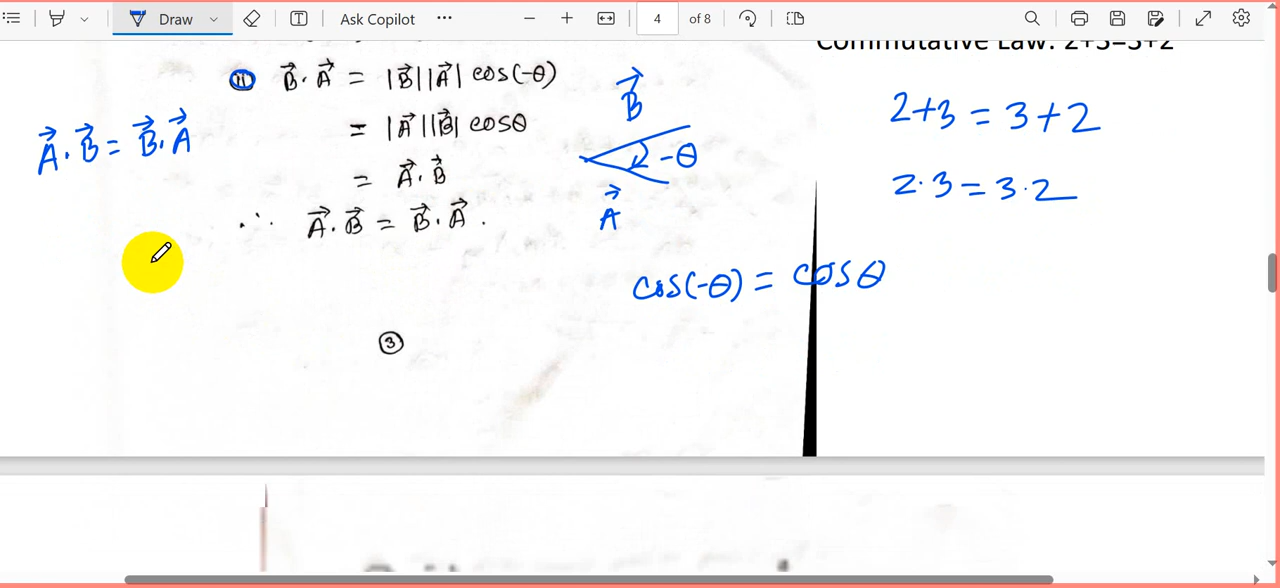 Draw
Ask Copilot
4 of 8
Commutative Law: 2+3=3+2
(ii) B⃗ · A⃗ = |B⃗||A⃗| cos(-θ)
= |A⃗||B⃗| cosθ
= A⃗ · B⃗
∴ A⃗ · B⃗ = B⃗ · A⃗ .
A⃗ · B⃗ = B⃗ · A⃗
B⃗
-θ
A⃗
cos(-θ) = cosθ
2+3 = 3+2
2·3 = 3·2
③